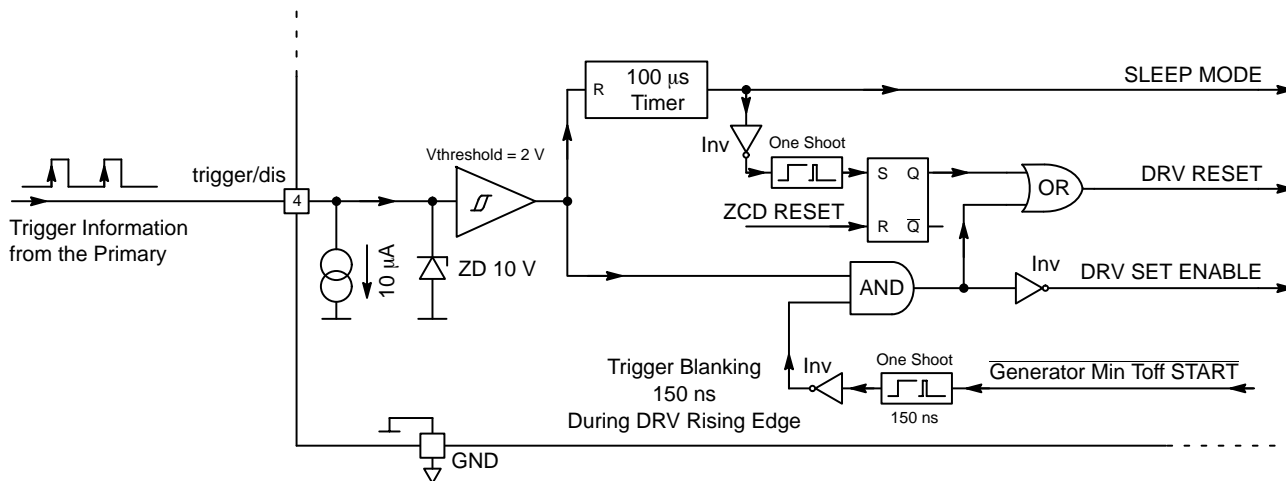 100 μs
Timer
R
SLEEP MODE
Inv
One Shoot
Vthreshold = 2 V
trigger/dis
4
S Q
R Q̅
OR
DRV RESET
ZCD RESET
Trigger Information
from the Primary
10 μA
ZD 10 V
AND
Inv
DRV SET ENABLE
Trigger Blanking
150 ns
During DRV Rising Edge
Inv
One Shoot
150 ns
Generator Min Toff START
GND